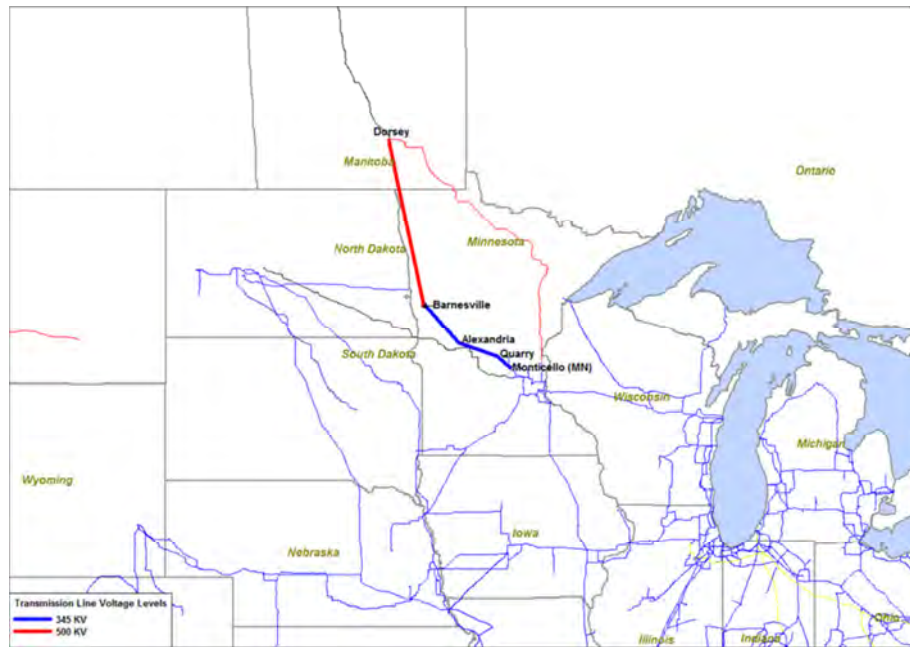 Dorsey
Manitoba
Ontario
North Dakota
Minnesota
Barnesville
Alexandria
South Dakota
Quarry
Monticello (MN)
Wisconsin
Michigan
Wyoming
Iowa
Nebraska
Transmission Line Voltage Levels
345 KV
500 KV
Illinois
Indiana
Ohio